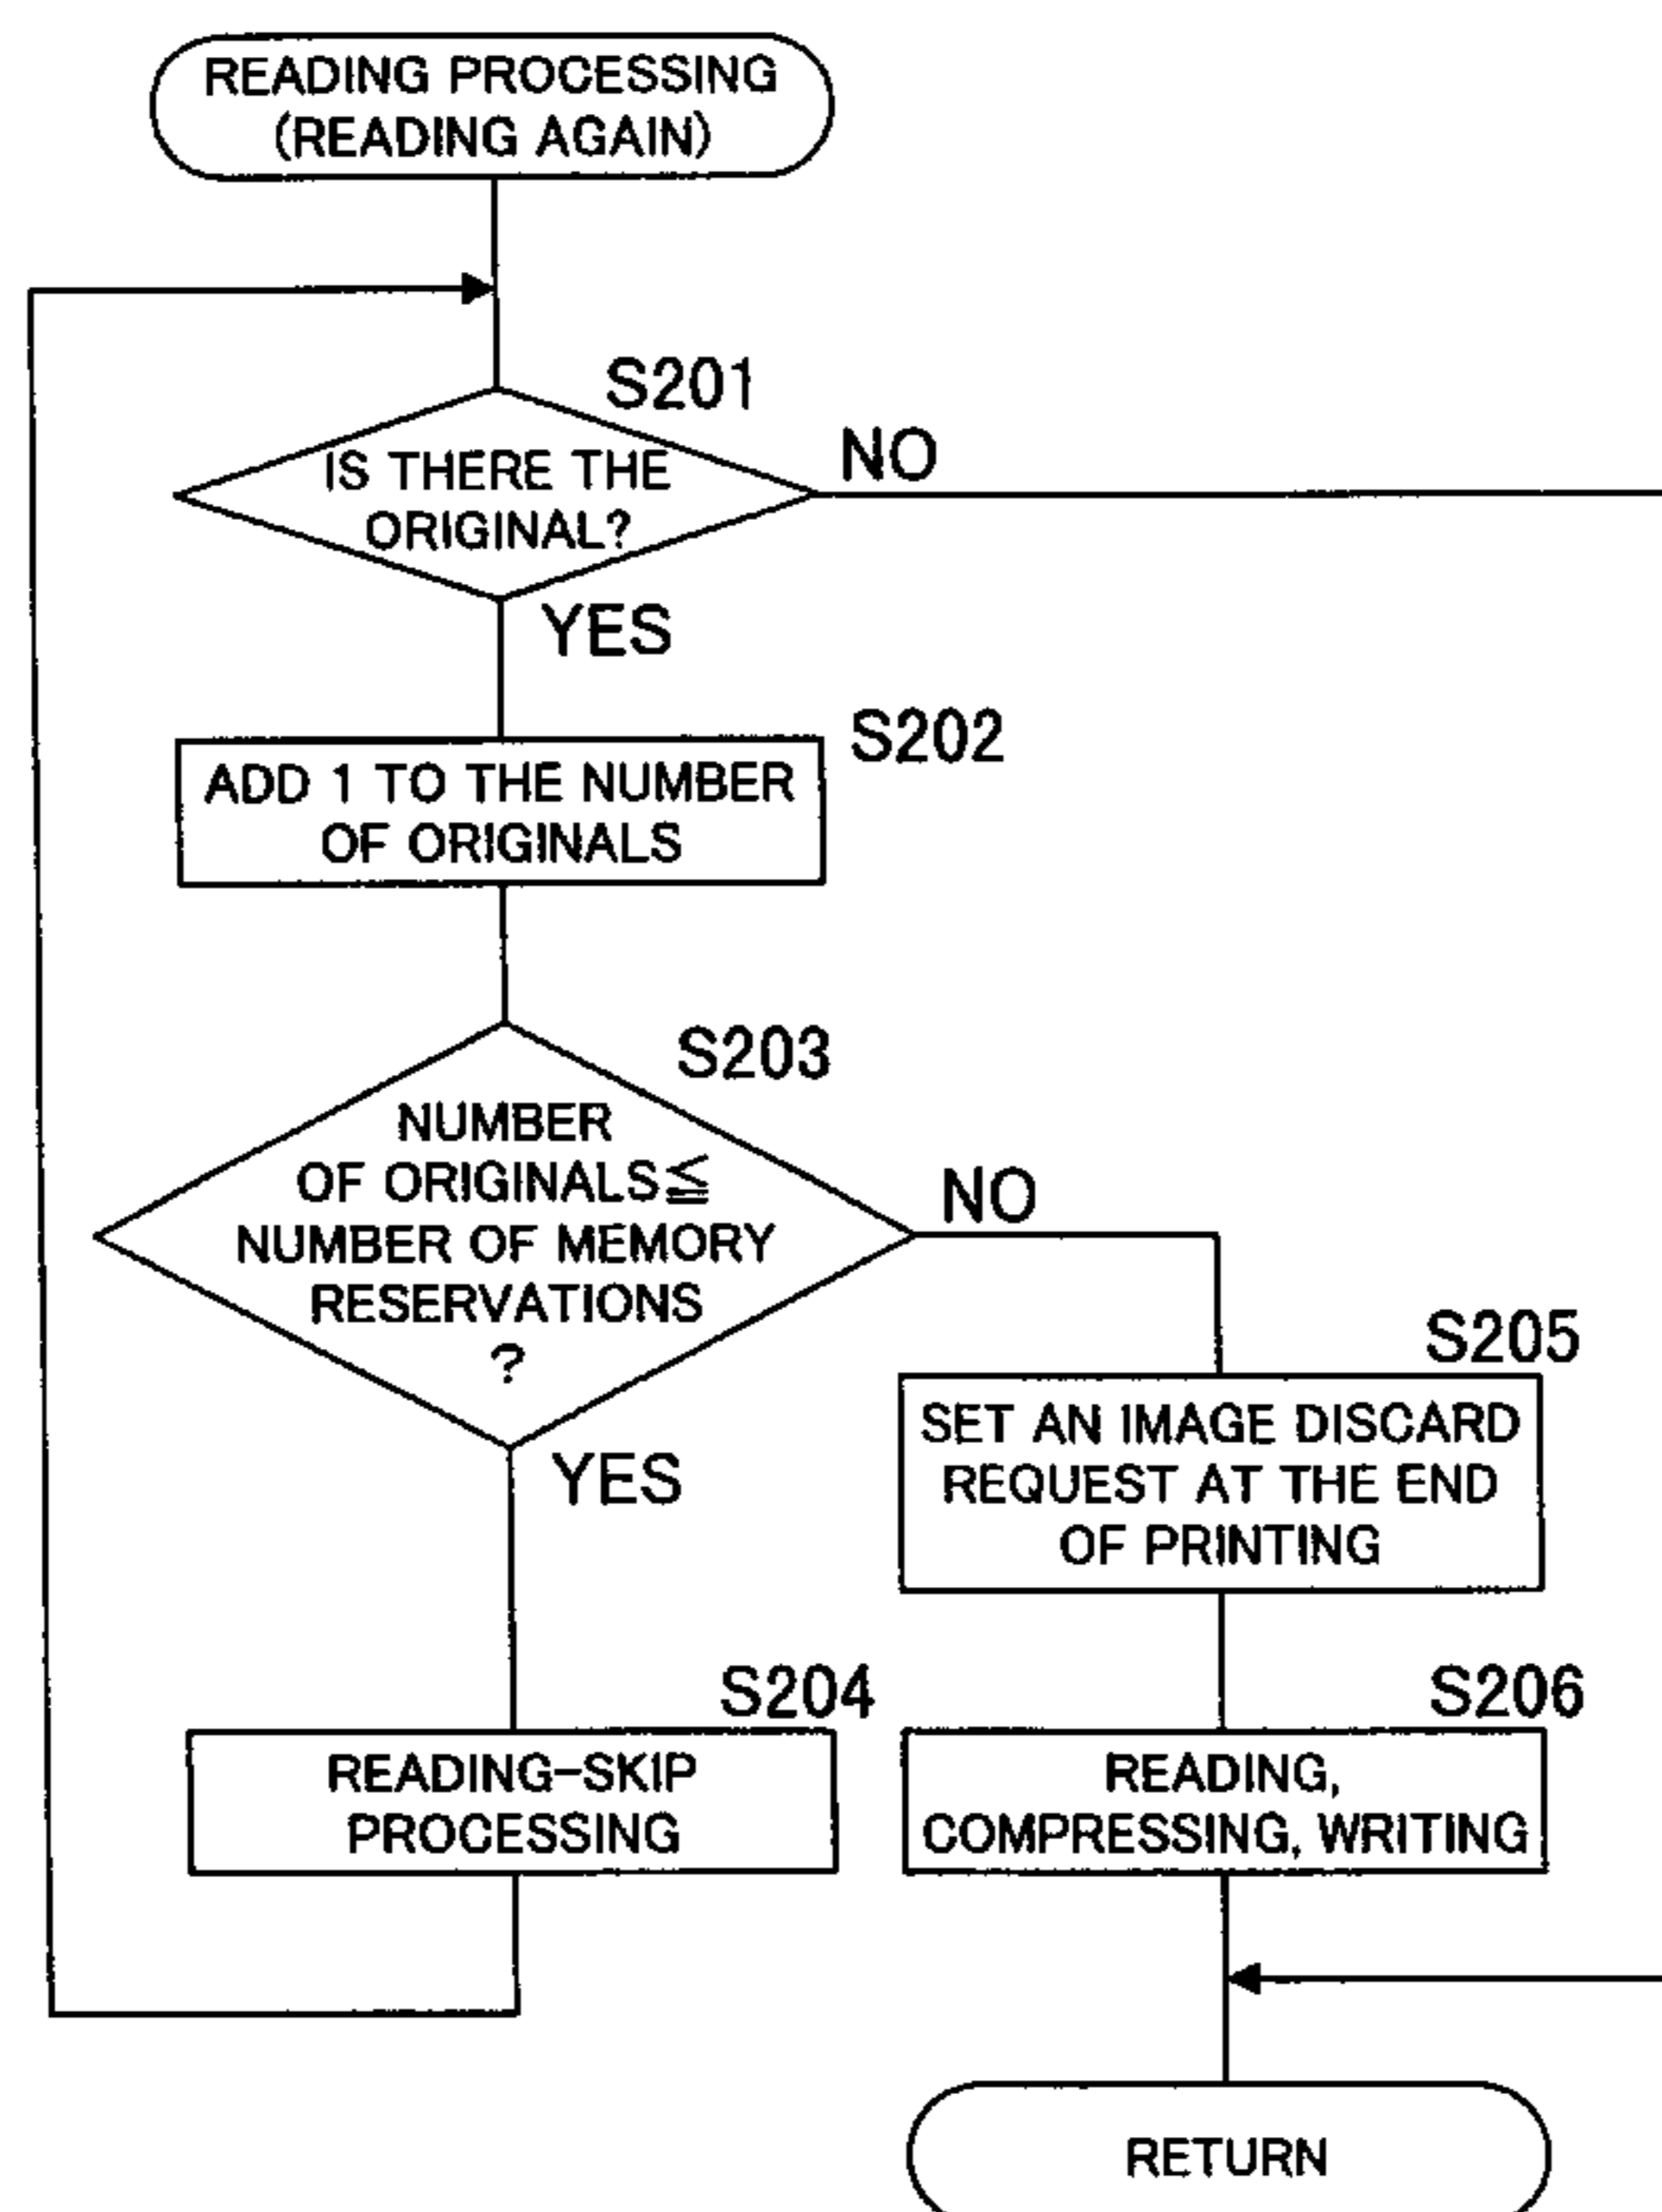 READING PROCESSING
(READING AGAIN)
S201
IS THERE THE
ORIGINAL?
NO
YES
S202
ADD 1 TO THE NUMBER
OF ORIGINALS
S203
NUMBER
OF ORIGINALS≦
NUMBER OF MEMORY
RESERVATIONS
?
NO
YES
S205
SET AN IMAGE DISCARD
REQUEST AT THE END
OF PRINTING
S204
READING-SKIP
PROCESSING
S206
READING,
COMPRESSING, WRITING
RETURN